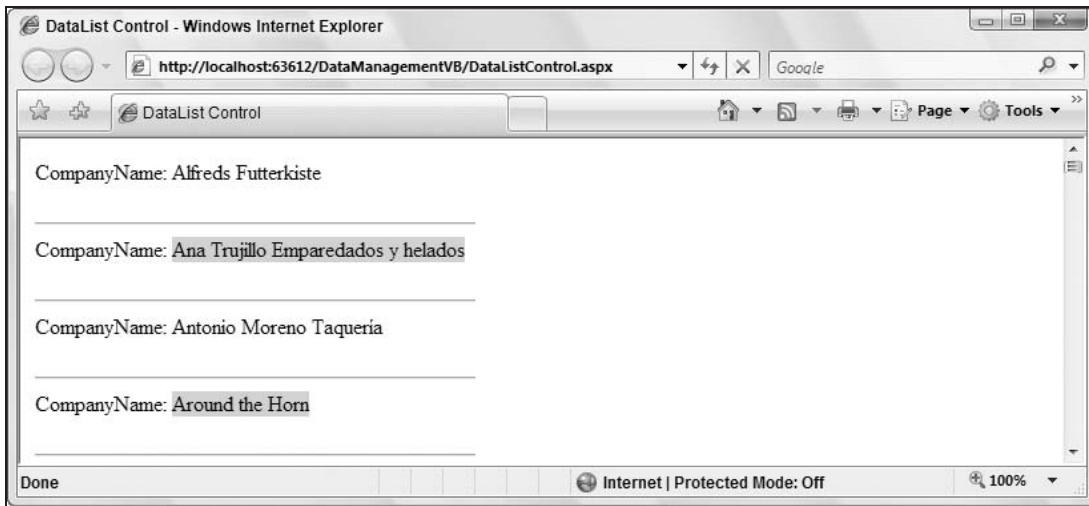 DataList Control - Windows Internet Explorer
http://localhost:63612/DataManagementVB/DataListControl.aspx
Google
DataList Control
Page
Tools
CompanyName: Alfreds Futterkiste
CompanyName: Ana Trujillo Emparedados y helados
CompanyName: Antonio Moreno Taquería
CompanyName: Around the Horn
Done
Internet | Protected Mode: Off
100%